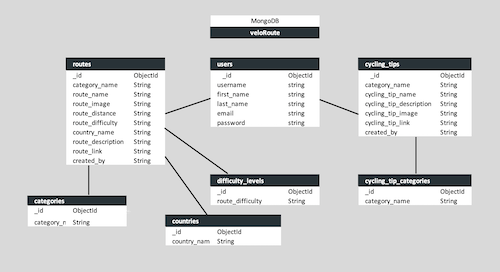 MongoDB
veloRoute
routes
_id ObjectId
category_name String
route_name String
route_image String
route_distance String
route_difficulty String
country_name String
route_description String
route_link String
created_by String
users
_id ObjectId
username string
first_name string
last_name string
email string
password string
cycling_tips
_id ObjectId
category_name String
cycling_tip_name String
cycling_tip_description String
cycling_tip_image String
cycling_tip_link String
created_by String
categories
_id ObjectId
category_n String
difficulty_levels
_id ObjectId
route_difficulty String
cycling_tip_categories
_id ObjectId
category_name String
countries
_id ObjectId
country_nam String